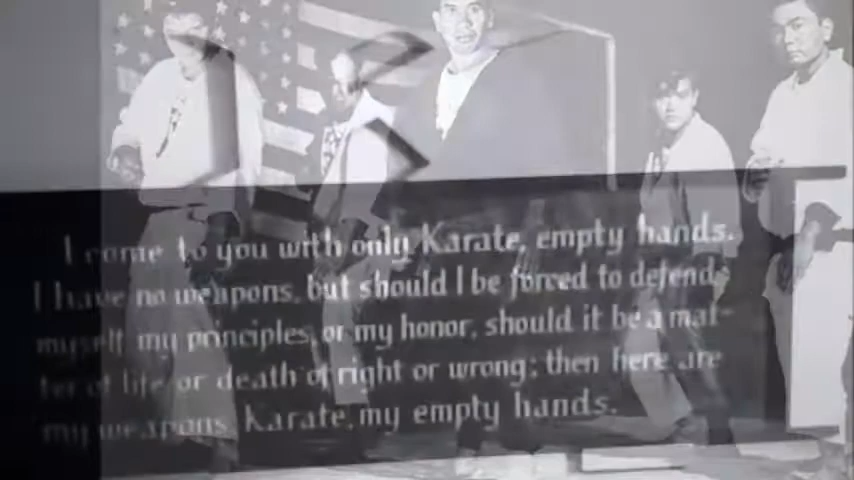 I come to you with only Karate, empty hands.
I have no weapons, but should I be forced to defend
myself my principles, or my honor, should it be a mat-
ter of life or death of right or wrong; then here are
my weapons, Karate, my empty hands.